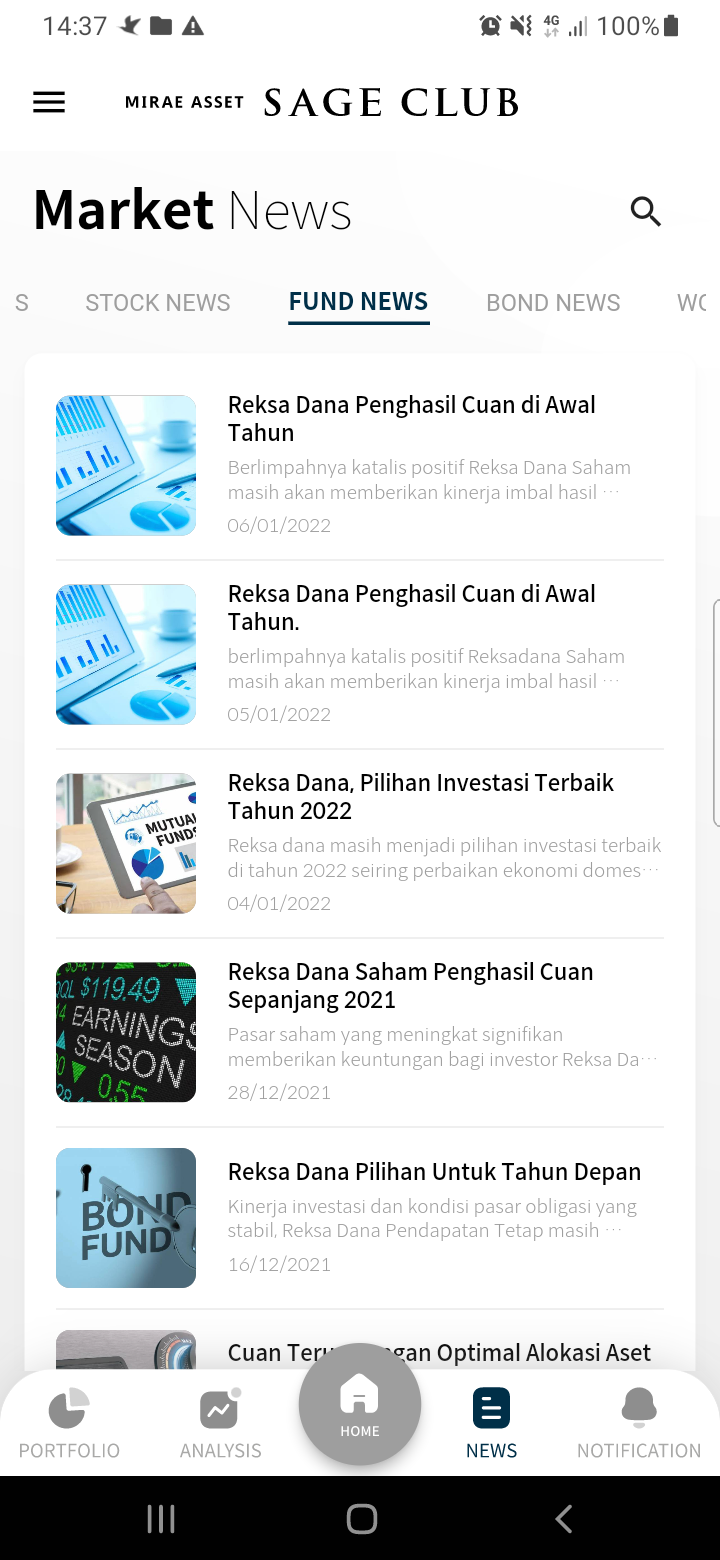 14:37
4G
100%
MIRAE ASSET SAGE CLUB
Market News
S STOCK NEWS FUND NEWS BOND NEWS
Reksa Dana Penghasil Cuan di Awal
Tahun
Berlimpahnya katalis positif Reksa Dana Saham
masih akan memberikan kinerja imbal hasil ...
06/01/2022
Reksa Dana Penghasil Cuan di Awal
Tahun.
berlimpahnya katalis positif Reksadana Saham
masih akan memberikan kinerja imbal hasil ...
05/01/2022
MUTUAL
FUNDS
Reksa Dana, Pilihan Investasi Terbaik
Tahun 2022
Reksa dana masih menjadi pilihan investasi terbaik
di tahun 2022 seiring perbaikan ekonomi domes...
04/01/2022
QQL $119.49
EARNINGS
SEASON
0.55
Reksa Dana Saham Penghasil Cuan
Sepanjang 2021
Pasar saham yang meningkat signifikan
memberikan keuntungan bagi investor Reksa Da...
28/12/2021
BOND
FUND
Reksa Dana Pilihan Untuk Tahun Depan
Kinerja investasi dan kondisi pasar obligasi yang
stabil, Reksa Dana Pendapatan Tetap masih ...
16/12/2021
Cuan Optimal Alokasi Aset
PORTFOLIO
ANALYSIS
HOME
NEWS
NOTIFICATION